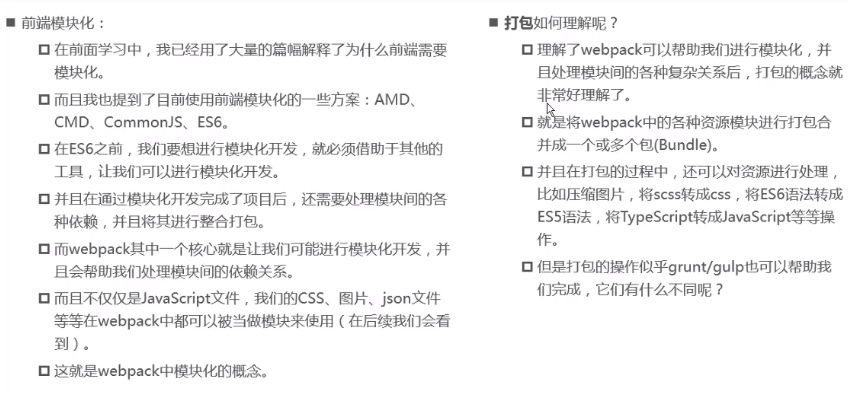 前端模块化：
在前面学习中，我已经用了大量的篇幅解释了为什么前端需要
模块化。
而且我也提到了目前使用前端模块化的一些方案：AMD、
CMD、CommonJS、ES6。
在ES6之前，我们要想进行模块化开发，就必须借助于其他的
工具，让我们可以进行模块化开发。
并且在通过模块化开发完成了项目后，还需要处理模块间的各
种依赖，并且将其进行整合打包。
而webpack其中一个核心就是让我们可能进行模块化开发，并
且会帮助我们处理模块间的依赖关系。
而且不仅仅是JavaScript文件，我们的CSS、图片、json文件
等等在webpack中都可以被当做模块来使用（在后续我们会看
到）。
这就是webpack中模块化的概念。
打包如何理解呢？
理解了webpack可以帮助我们进行模块化，并
且处理模块间的各种复杂关系后，打包的概念就
非常好理解了。
就是将webpack中的各种资源模块进行打包合
并成一个或多个包(Bundle)。
并且在打包的过程中，还可以对资源进行处理，
比如压缩图片，将scss转成css，将ES6语法转成
ES5语法，将TypeScript转成JavaScript等等操
作。
但是打包的操作似乎grunt/gulp也可以帮助我
们完成，它们有什么不同呢？